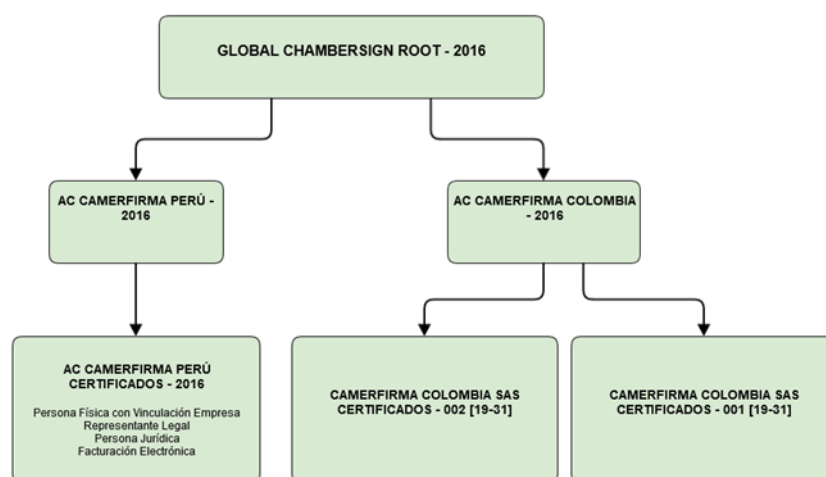 GLOBAL CHAMBERSIGN ROOT - 2016
AC CAMERFIRMA PERÚ -
2016
AC CAMERFIRMA COLOMBIA
- 2016
AC CAMERFIRMA PERÚ
CERTIFICADOS - 2016
Persona Física con Vinculación Empresa
Representante Legal
Persona Jurídica
Facturación Electrónica
CAMERFIRMA COLOMBIA SAS
CERTIFICADOS - 002 [19-31]
CAMERFIRMA COLOMBIA SAS
CERTIFICADOS - 001 [19-31]